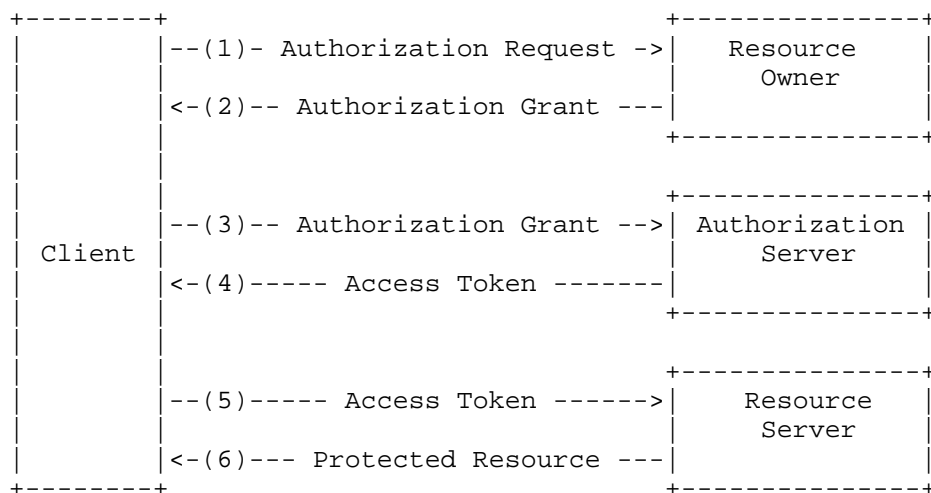 +--------+                               +---------------+
|        |--(1)- Authorization Request ->|   Resource    |
|        |                               |     Owner     |
|        |<-(2)-- Authorization Grant ---|               |
|        |                               +---------------+
|        |
|        |                               +---------------+
|        |--(3)-- Authorization Grant -->| Authorization |
| Client |                               |     Server    |
|        |<-(4)----- Access Token -------|               |
|        |                               +---------------+
|        |
|        |                               +---------------+
|        |--(5)----- Access Token ------>|    Resource   |
|        |                               |     Server    |
|        |<-(6)--- Protected Resource ---|               |
+--------+                               +---------------+